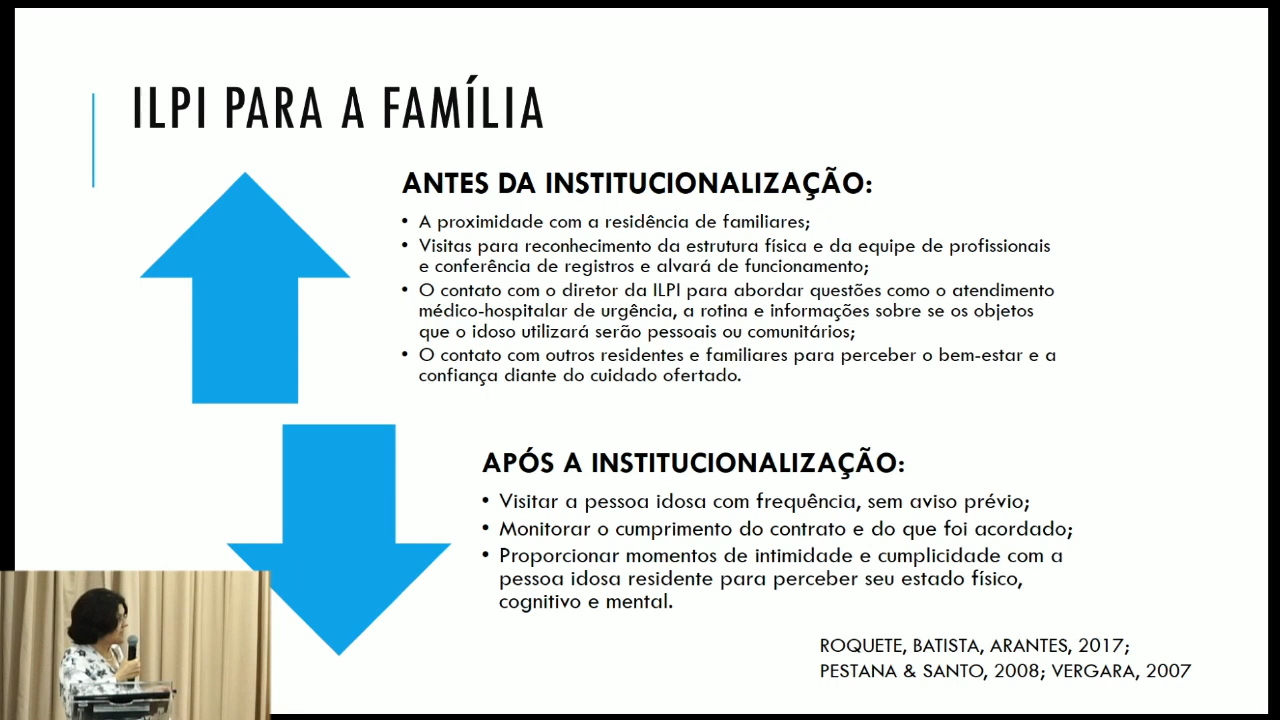 ILPI PARA A FAMÍLIA
ANTES DA INSTITUCIONALIZAÇÃO:
• A proximidade com a residência de familiares;
• Visitas para reconhecimento da estrutura física e da equipe de profissionais
e conferência de registros e alvará de funcionamento;
• O contato com o diretor da ILPI para abordar questões como o atendimento
médico-hospitalar de urgência, a rotina e informações sobre se os objetos
que o idoso utilizará serão pessoais ou comunitários;
• O contato com outros residentes e familiares para perceber o bem-estar e a
confiança diante do cuidado ofertado.
APÓS A INSTITUCIONALIZAÇÃO:
• Visitar a pessoa idosa com frequência, sem aviso prévio;
• Monitorar o cumprimento do contrato e do que foi acordado;
• Proporcionar momentos de intimidade e cumplicidade com a
pessoa idosa residente para perceber seu estado físico,
cognitivo e mental.
ROQUETE, BATISTA, ARANTES, 2017;
PESTANA & SANTO, 2008; VERGARA, 2007